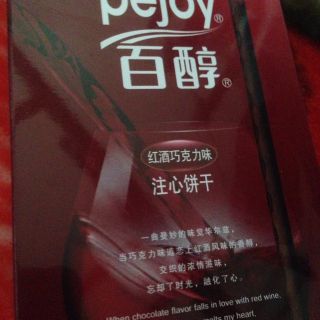 pejoy®
百醇®
红酒巧克力味
注心饼干
一曲曼妙的味觉华尔兹，
当巧克力味道恋上红酒风味的香醇，
交织的浓情滋味，
忘却了时光，融化了心。
When chocolate flavor falls in love with red wine,
melts my heart.